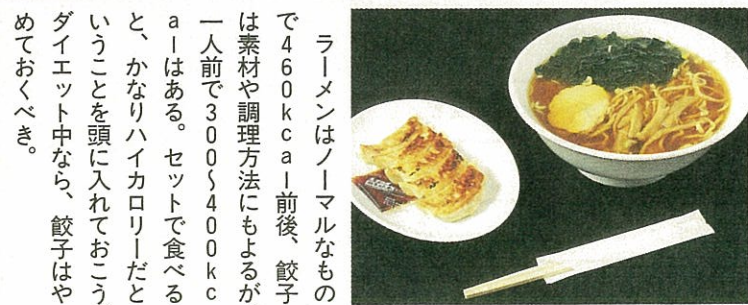 ラーメンはノーマルなもの
で460kcal前後、餃子
は素材や調理方法にもよるが
一人前で300〜400kc
alはある。セットで食べる
と、かなりハイカロリーだと
いうことを頭に入れておこう
ダイエット中なら、餃子はや
めておくべき。